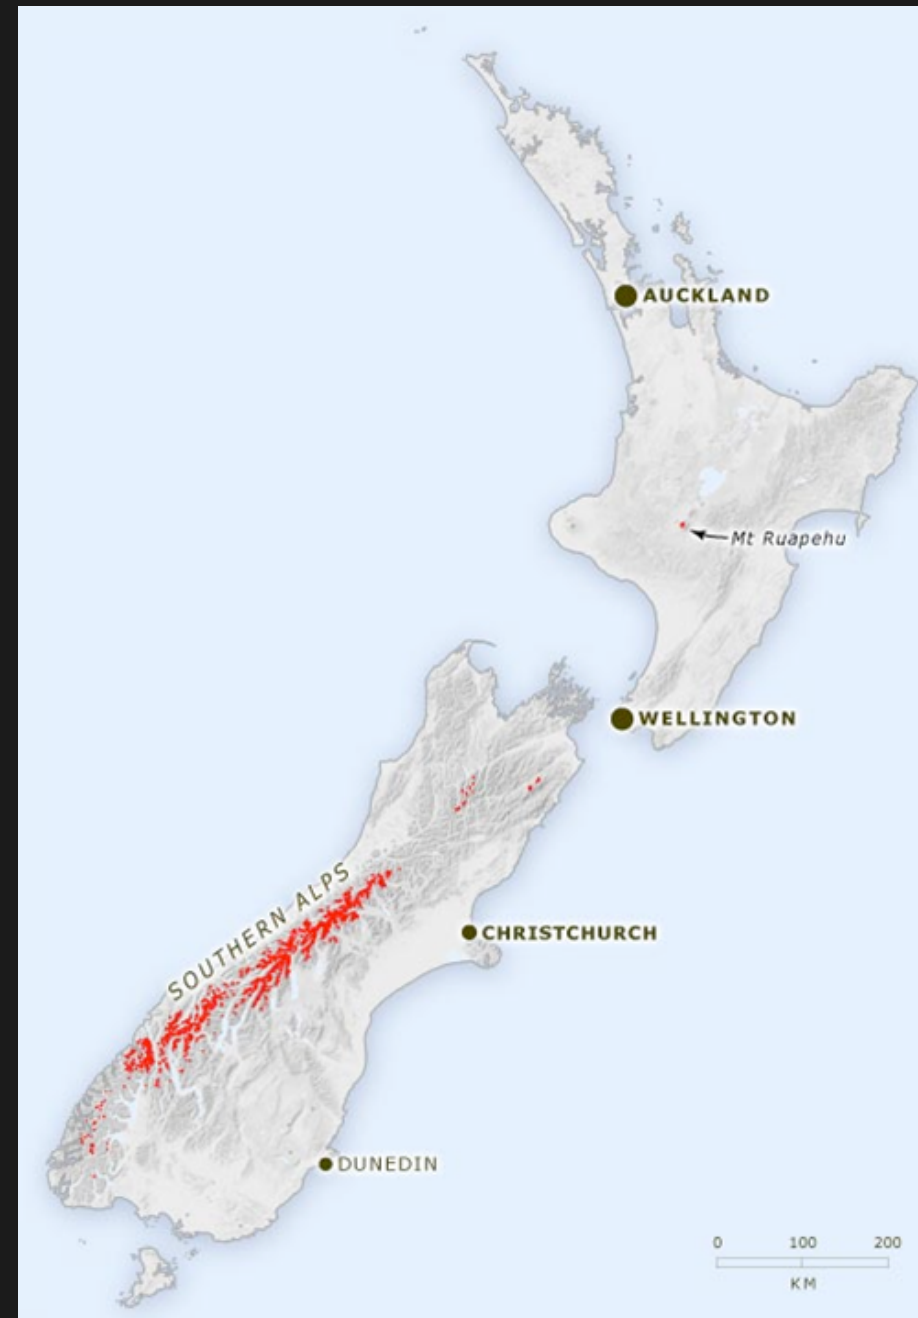 AUCKLAND
Mt Ruapehu
WELLINGTON
SOUTHERN ALPS
CHRISTCHURCH
DUNEDIN
0 100 200
KM